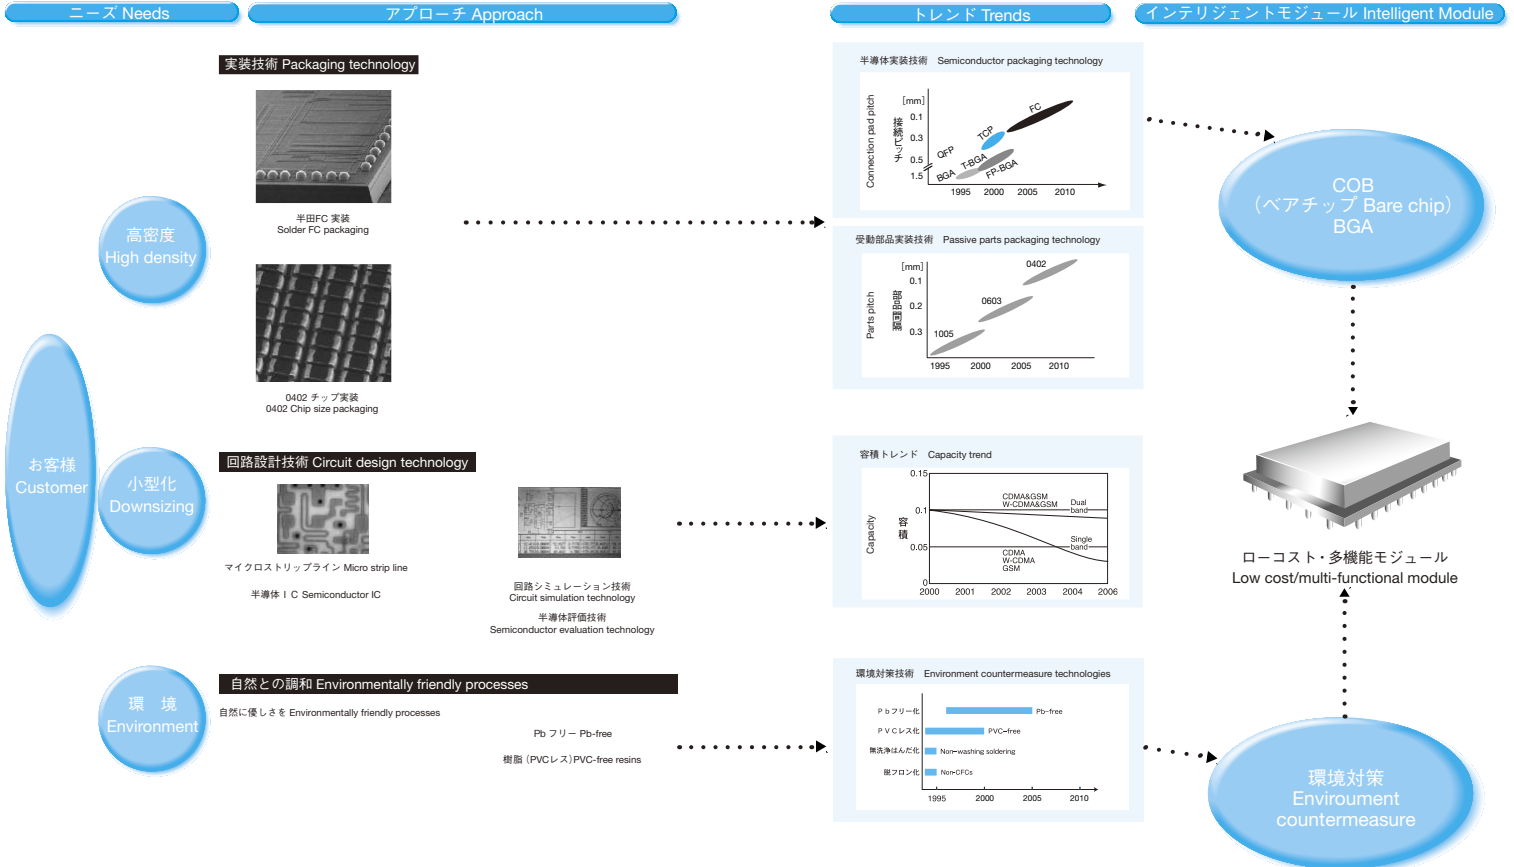 ニーズ Needs
アプローチ Approach
トレンド Trends
インテリジェントモジュール Intelligent Module
お客様
Customer
高密度
High density
小型化
Downsizing
環　境
Environment
実装技術 Packaging technology
半田FC 実装
Solder FC packaging
0402 チップ実装
0402 Chip size packaging
回路設計技術 Circuit design technology
マイクロストリップライン Micro strip line
半導体ＩＣ Semiconductor IC
回路シミュレーション技術
Circuit simulation technology
半導体評価技術
Semiconductor evaluation technology
自然との調和 Environmentally friendly processes
自然に優しさを Environmentally friendly processes
Pb フリー Pb-free
樹脂（PVCレス）PVC-free resins
半導体実装技術　Semiconductor packaging technology
Connection pad pitch
接続ピッチ
[mm]
0.1
0.3
0.5
1.5
QFP
BGA
T-BGA
TCP
FP-BGA
FC
1995 2000 2005 2010
受動部品実装技術　Passive parts packaging technology
Parts pitch
部品間隔
[mm]
0.1
0.2
0.3
1005
0603
0402
1995 2000 2005 2010
容積トレンド　Capacity trend
Capacity
容積
0.15
0.1
0.05
0
CDMA&GSM
W-CDMA&GSM
Dual
band
Single
band
CDMA
W-CDMA
GSM
2000 2001 2002 2003 2004 2006
環境対策技術　Environment countermeasure technologies
Ｐｂフリー化
Pb-free
ＰＶＣレス化
PVC-free
無洗浄はんだ化
Non-washing soldering
脱フロン化
Non-CFCs
1995 2000 2005 2010
COB
（ベアチップ Bare chip）
BGA
ローコスト・多機能モジュール
Low cost/multi-functional module
環境対策
Enviroument
countermeasure